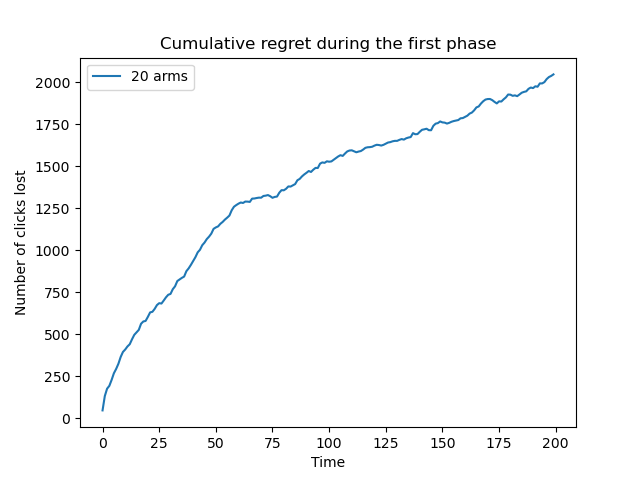 Cumulative regret during the first phase
20 arms
Number of clicks lost
2000
1750
1500
1250
1000
750
500
250
0
0 25 50 75 100 125 150 175 200
Time